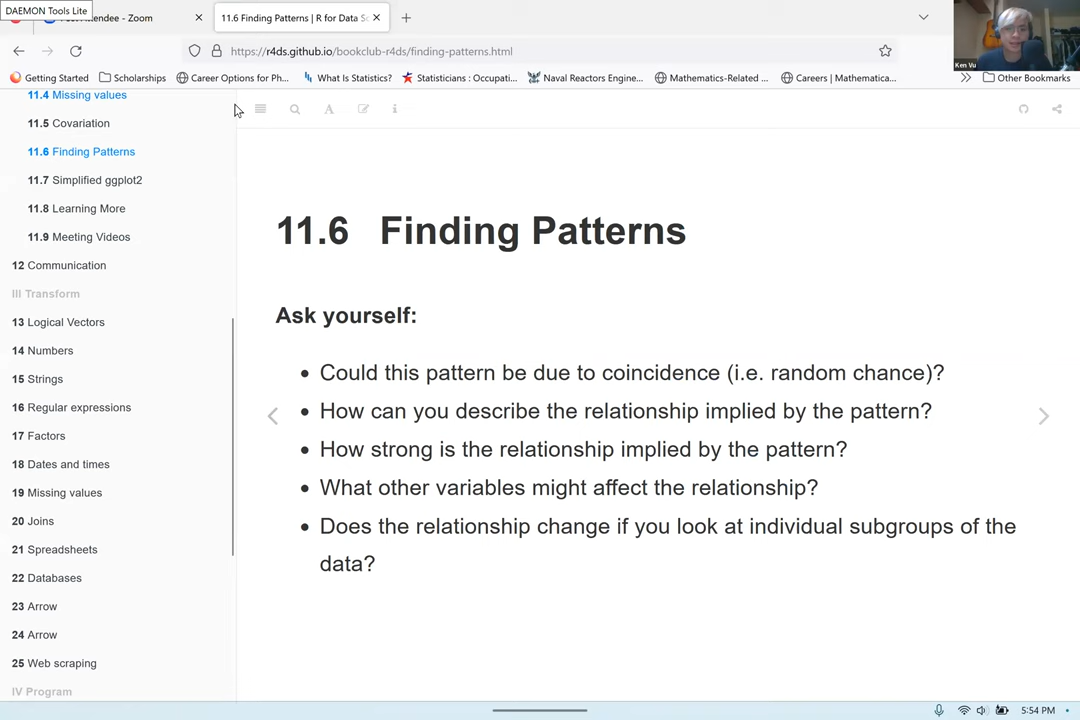 DAEMON Tools Lite
Attendee - Zoom
11.6 Finding Patterns | R for Data Sc
https://r4ds.github.io/bookclub-r4ds/finding-patterns.html
Ken Vu
Getting Started
Scholarships
Career Options for Ph...
What Is Statistics?
Statisticians : Occupati...
Naval Reactors Engine...
Mathematics-Related ...
Careers | Mathematica...
Other Bookmarks
11.4 Missing values
11.5 Covariation
11.6 Finding Patterns
11.7 Simplified ggplot2
11.8 Learning More
11.9 Meeting Videos
12 Communication
III Transform
13 Logical Vectors
14 Numbers
15 Strings
16 Regular expressions
17 Factors
18 Dates and times
19 Missing values
20 Joins
21 Spreadsheets
22 Databases
23 Arrow
24 Arrow
25 Web scraping
IV Program
11.6 Finding Patterns
Ask yourself:
• Could this pattern be due to coincidence (i.e. random chance)?
• How can you describe the relationship implied by the pattern?
• How strong is the relationship implied by the pattern?
• What other variables might affect the relationship?
• Does the relationship change if you look at individual subgroups of the
data?
5:54 PM